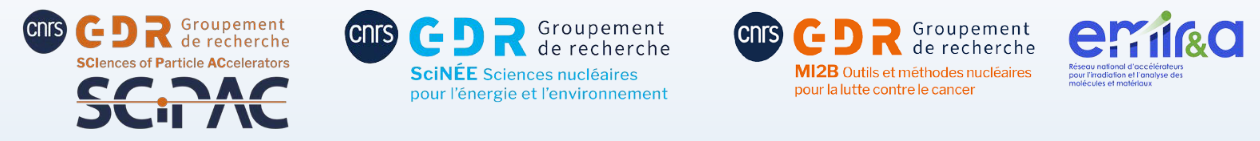 cnrs GDR Groupement
de recherche
SCIences of Particle ACcelerators
SCIPAC
cnrs GDR Groupement
de recherche
SciNÉE Sciences nucléaires
pour l'énergie et l'environnement
cnrs GDR Groupement
de recherche
MI2B Outils et méthodes nucléaires
pour la lutte contre le cancer
emir&a
Réseau national d'accélérateurs
pour l'irradiation et l'analyse des
molécules et matériaux